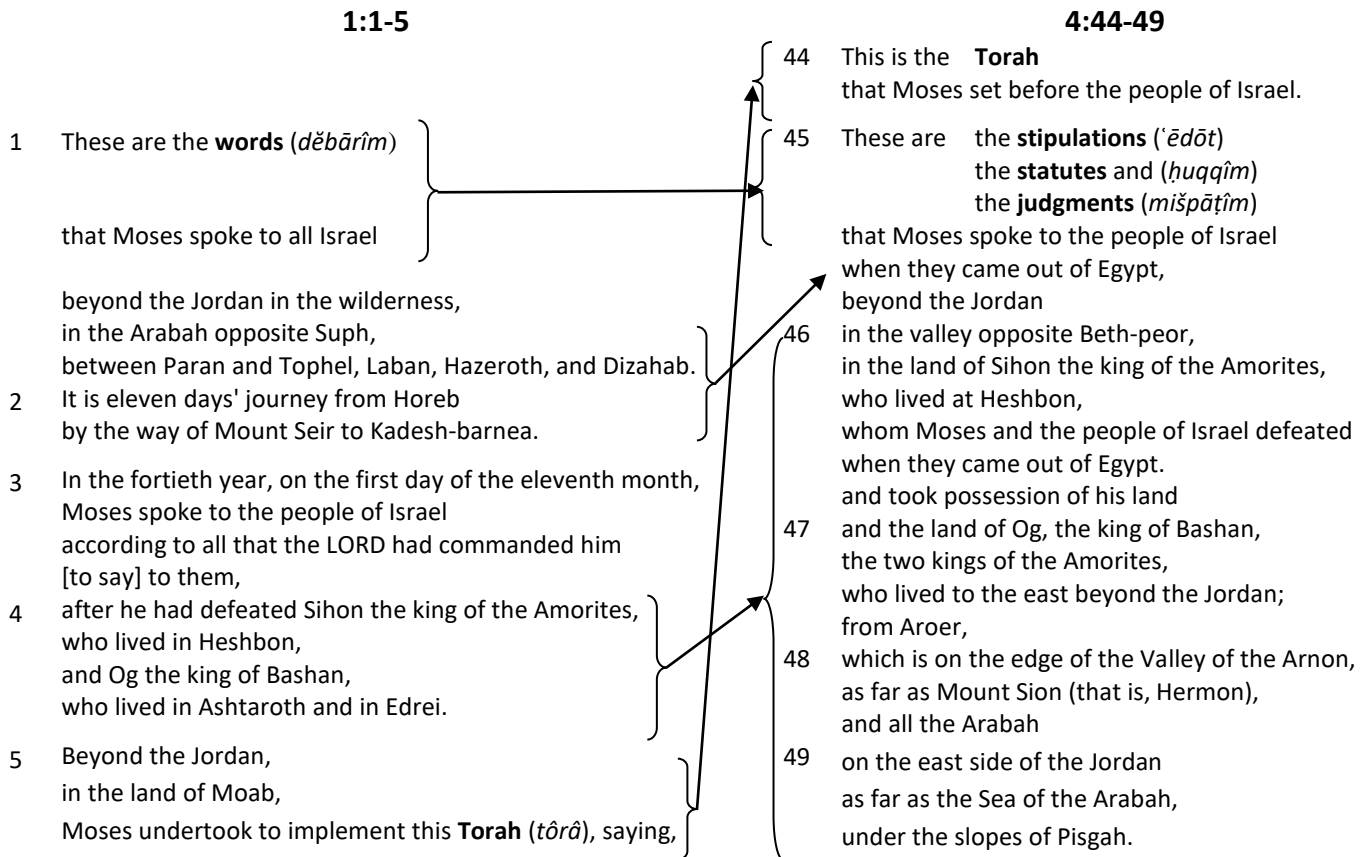 1:1-5
1 These are the words (dĕbārîm)
that Moses spoke to all Israel
beyond the Jordan in the wilderness,
in the Arabah opposite Suph,
between Paran and Tophel, Laban, Hazeroth, and Dizahab.
2 It is eleven days' journey from Horeb
by the way of Mount Seir to Kadesh-barnea.
3 In the fortieth year, on the first day of the eleventh month,
Moses spoke to the people of Israel
according to all that the LORD had commanded him
[to say] to them,
4 after he had defeated Sihon the king of the Amorites,
who lived in Heshbon,
and Og the king of Bashan,
who lived in Ashtaroth and in Edrei.
5 Beyond the Jordan,
in the land of Moab,
Moses undertook to implement this Torah (tôrâ), saying,
4:44-49
44 This is the Torah
that Moses set before the people of Israel.
45 These are the stipulations (ʿēdōt)
the statutes and (ḥuqqîm)
the judgments (mišpāṭîm)
that Moses spoke to the people of Israel
when they came out of Egypt,
beyond the Jordan
46 in the valley opposite Beth-peor,
in the land of Sihon the king of the Amorites,
who lived at Heshbon,
whom Moses and the people of Israel defeated
when they came out of Egypt.
and took possession of his land
47 and the land of Og, the king of Bashan,
the two kings of the Amorites,
who lived to the east beyond the Jordan;
from Aroer,
48 which is on the edge of the Valley of the Arnon,
as far as Mount Sion (that is, Hermon),
and all the Arabah
49 on the east side of the Jordan
as far as the Sea of the Arabah,
under the slopes of Pisgah.